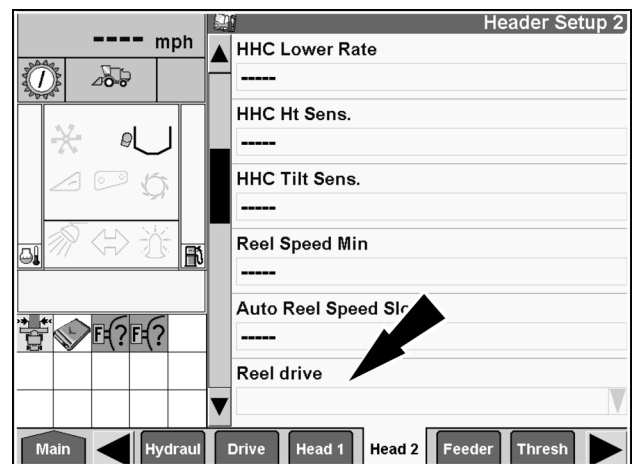 Header Setup 2
---- mph
HHC Lower Rate
-----
HHC Ht Sens.
-----
HHC Tilt Sens.
-----
Reel Speed Min
-----
Auto Reel Speed
-----
Reel drive
L
F ?
F ?
Main
Hydraul
Drive
Head 1
Head 2
Feeder
Thresh